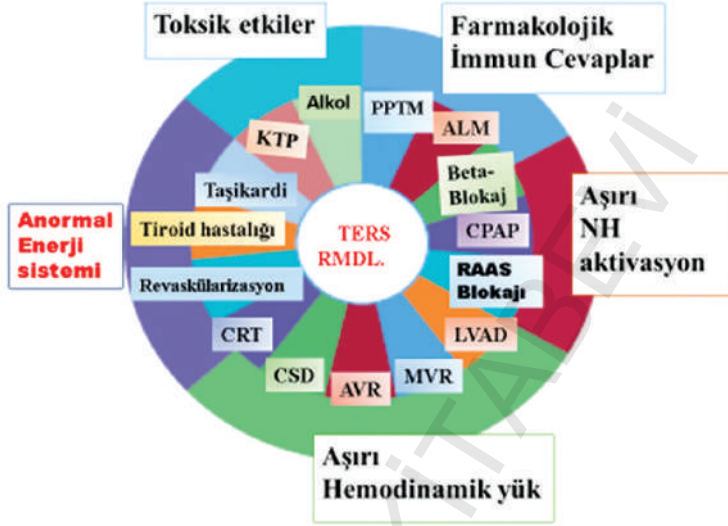 Toksik etkiler
Farmakolojik
İmmun Cevaplar
Alkol
PPTM
KTP
ALM
Taşikardi
Beta-
Blokaj
Anormal
Enerji
sistemi
Tiroid hastalığı
TERS
RMDL.
CPAP
Aşırı
NH
aktivasyon
Revaskülarizasyon
RAAS
Blokajı
CRT
LVAD
CSD
AVR
MVR
Aşırı
Hemodinamik yük
İTABEVİ